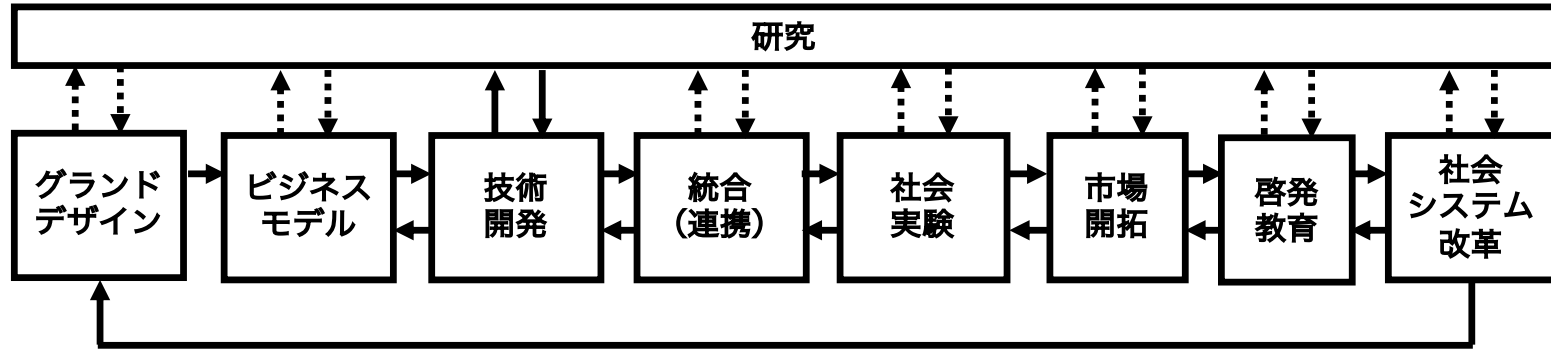 研究
グランド
デザイン
ビジネス
モデル
技術
開発
統合
（連携）
社会
実験
市場
開拓
啓発
教育
社会
システム
改革